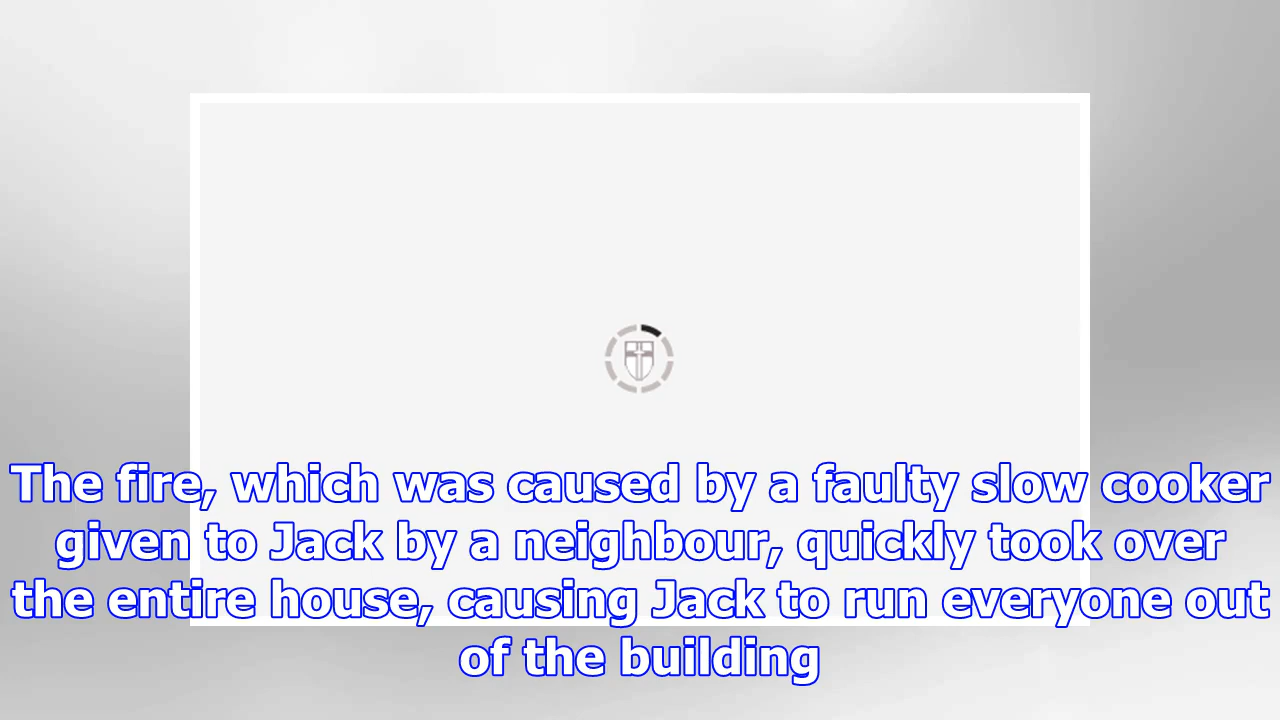 The fire, which was caused by a faulty slow cooker
given to Jack by a neighbour, quickly took over
the entire house, causing Jack to run everyone out
of the building